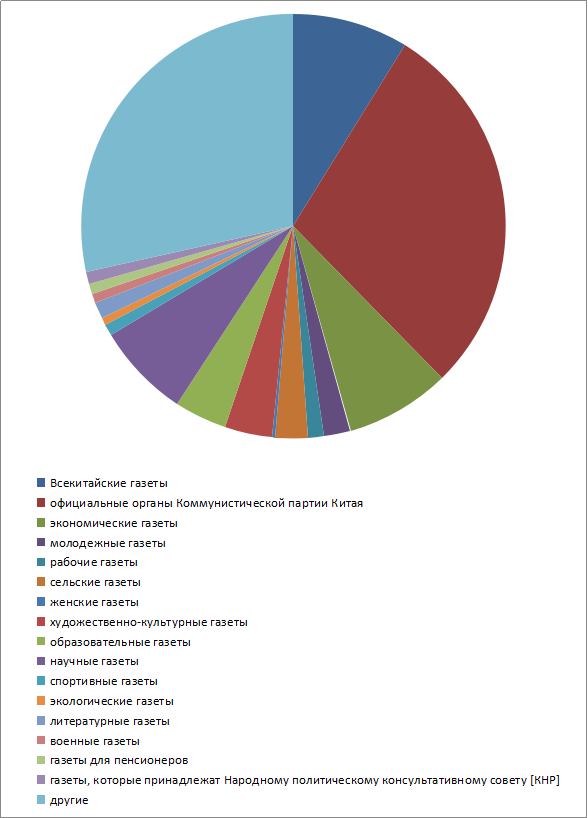 Всекитайские газеты
официальные органы Коммунистической партии Китая
экономические газеты
молодежные газеты
рабочие газеты
сельские газеты
женские газеты
художественно-культурные газеты
образовательные газеты
научные газеты
спортивные газеты
экологические газеты
литературные газеты
военные газеты
газеты для пенсионеров
газеты, которые принадлежат Народному политическому консультативному совету [КНР]
другие